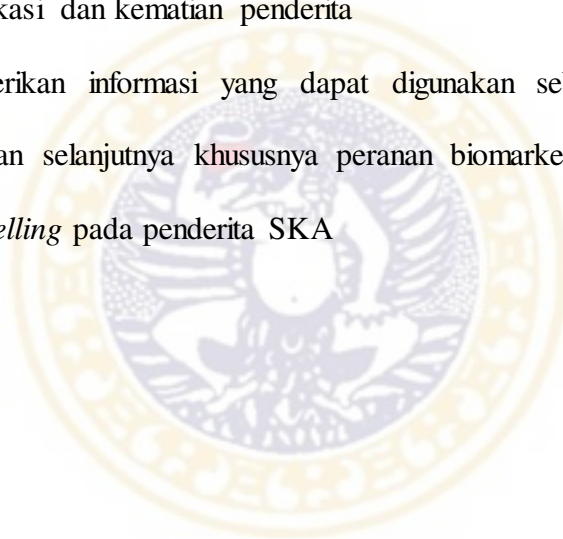 kasi dan kematian penderita
erikan informasi yang dapat digunakan se
an selanjutnya khususnya peranan biomarke
elling pada penderita SKA